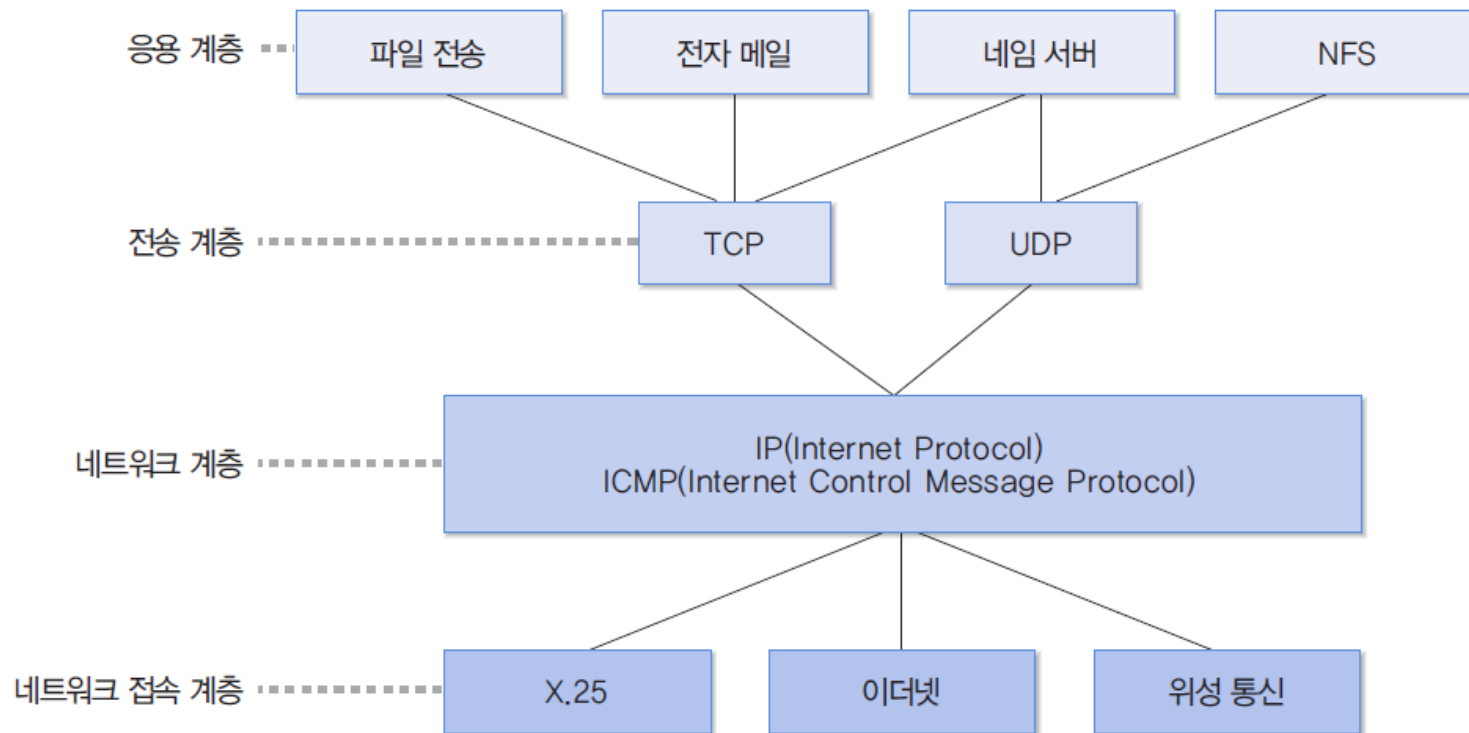 응용 계층
파일 전송
전자 메일
네임 서버
NFS
전송 계층
TCP
UDP
네트워크 계층
IP(Internet Protocol)
ICMP(Internet Control Message Protocol)
네트워크 접속 계층
X.25
이더넷
위성 통신